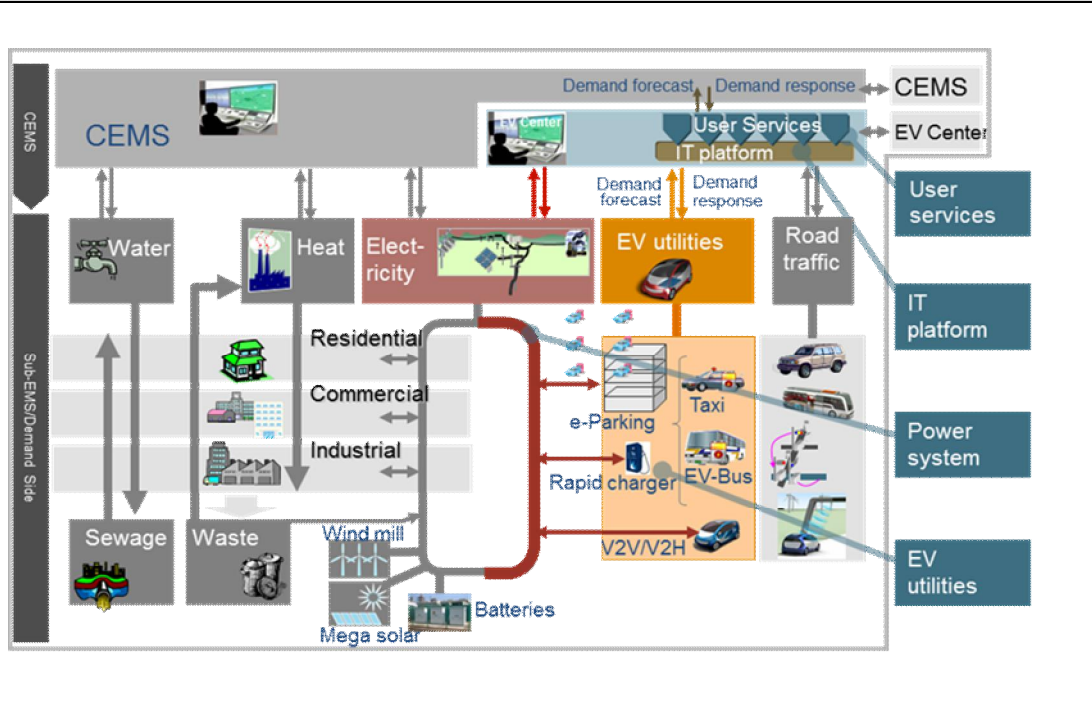 CEMS
Sub-EMS/Demand Side
CEMS
Demand forecast
Demand response
CEMS
EV Center
User Services
IT platform
EV Center
Demand
forecast
Demand
response
User
services
Water
Heat
Elect-
ricity
EV utilities
Road
traffic
IT
platform
Residential
Commercial
Industrial
e-Parking
Taxi
Rapid charger
EV-Bus
Power
system
Sewage
Waste
Wind mill
V2V/V2H
Mega solar
Batteries
EV
utilities